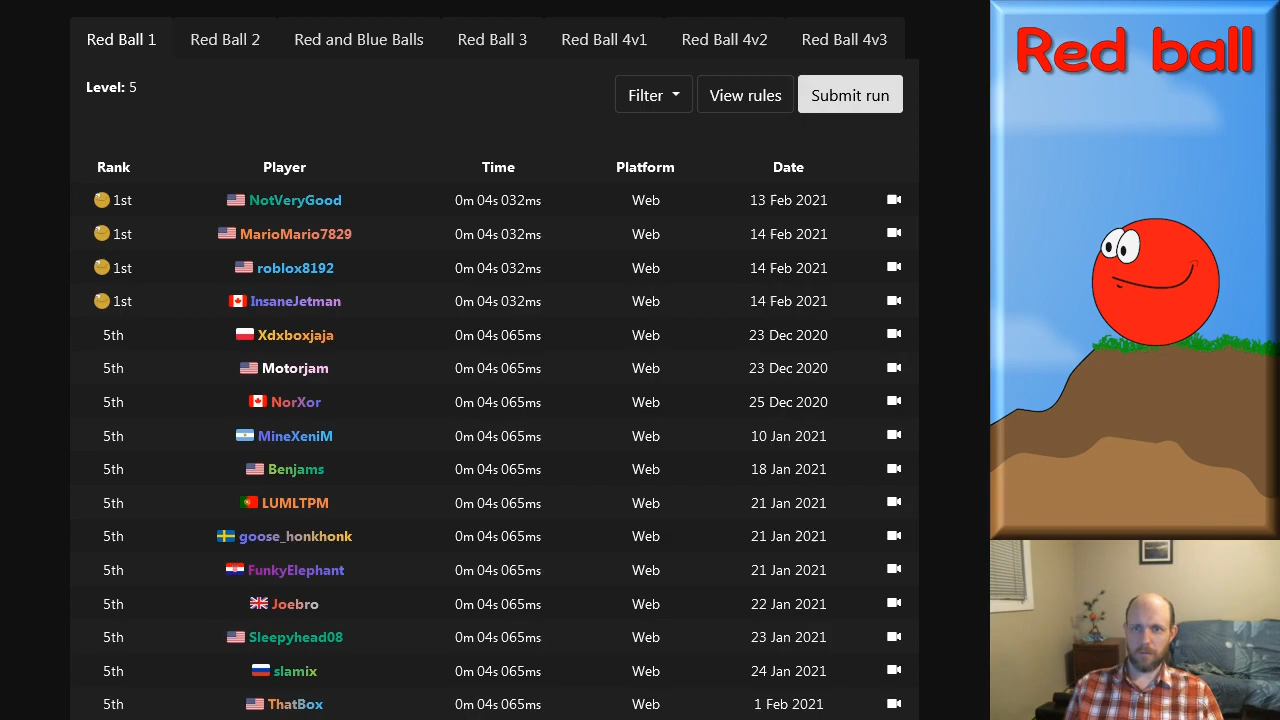 Red Ball 1 Red Ball 2 Red and Blue Balls Red Ball 3 Red Ball 4v1 Red Ball 4v2 Red Ball 4v3
Level: 5
Filter View rules Submit run
Rank Player Time Platform Date
1st NotVeryGood 0m 04s 032ms Web 13 Feb 2021
1st MarioMario7829 0m 04s 032ms Web 14 Feb 2021
1st roblox8192 0m 04s 032ms Web 14 Feb 2021
1st InsaneJetman 0m 04s 032ms Web 14 Feb 2021
5th Xdxboxjaja 0m 04s 065ms Web 23 Dec 2020
5th Motorjam 0m 04s 065ms Web 23 Dec 2020
5th NorXor 0m 04s 065ms Web 25 Dec 2020
5th MineXeniM 0m 04s 065ms Web 10 Jan 2021
5th Benjams 0m 04s 065ms Web 18 Jan 2021
5th LUMLTPM 0m 04s 065ms Web 21 Jan 2021
5th goose_honkhonk 0m 04s 065ms Web 21 Jan 2021
5th FunkyElephant 0m 04s 065ms Web 21 Jan 2021
5th Joebro 0m 04s 065ms Web 22 Jan 2021
5th Sleepyhead08 0m 04s 065ms Web 23 Jan 2021
5th slamix 0m 04s 065ms Web 24 Jan 2021
5th ThatBox 0m 04s 065ms Web 1 Feb 2021
Red ball